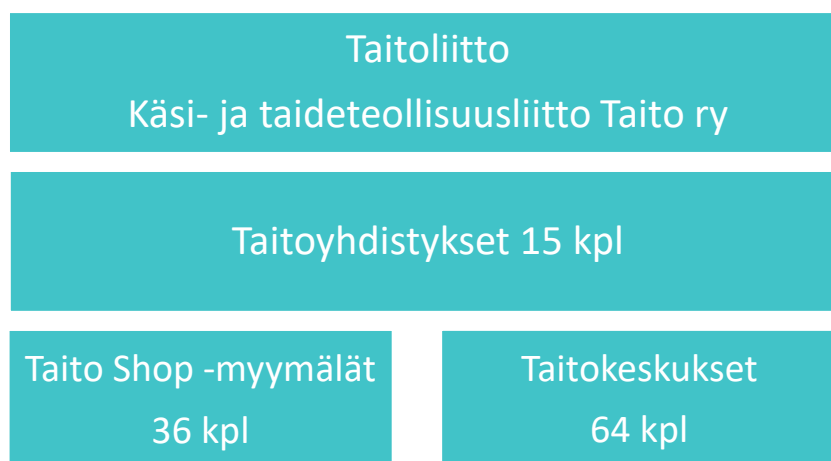 Taitoliitto
Käsi- ja taideteollisuusliitto Taito ry
Taitoyhdistykset 15 kpl
Taito Shop -myymälät
36 kpl
Taitokeskukset
64 kpl